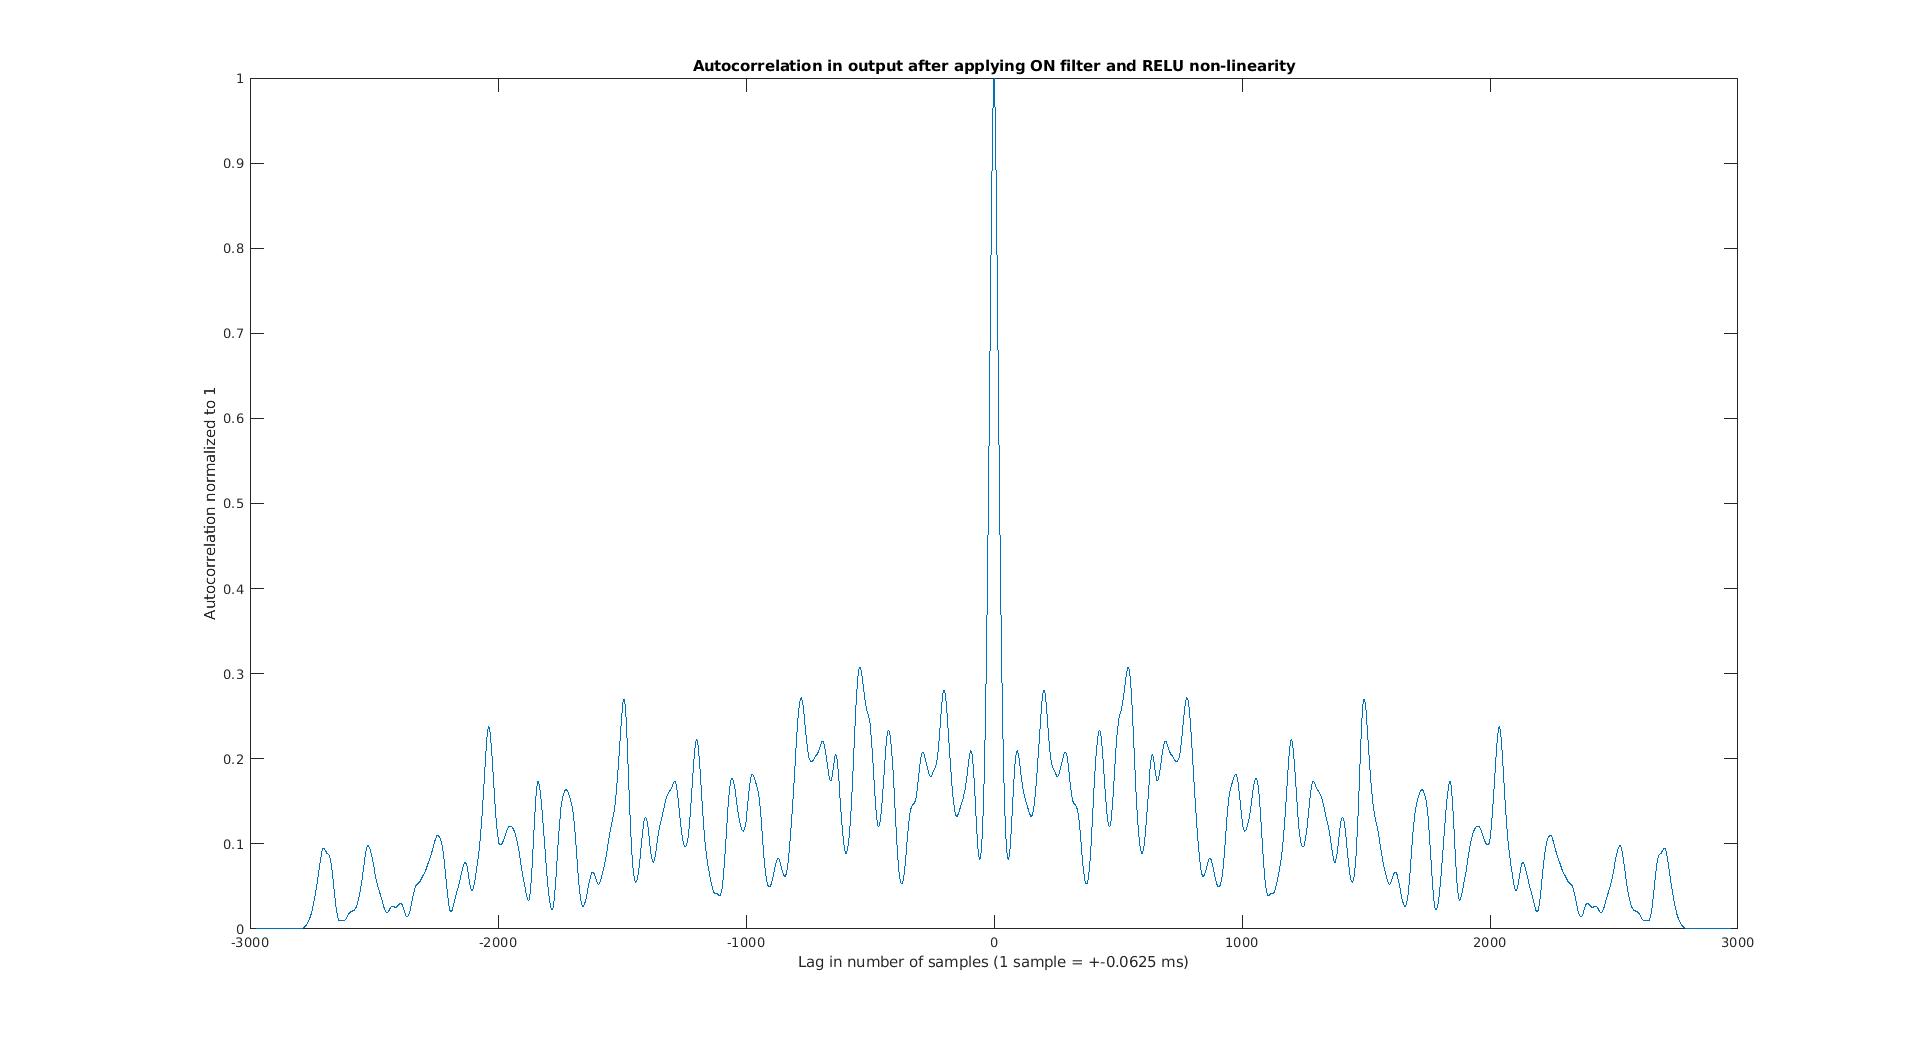 Autocorrelation in output after applying ON filter and RELU non-linearity
1
0.9
0.8
0.7
0.6
0.5
0.4
0.3
0.2
0.1
0
Autocorrelation normalized to 1
-3000 -2000 -1000 0 1000 2000 3000
Lag in number of samples (1 sample = +-0.0625 ms)